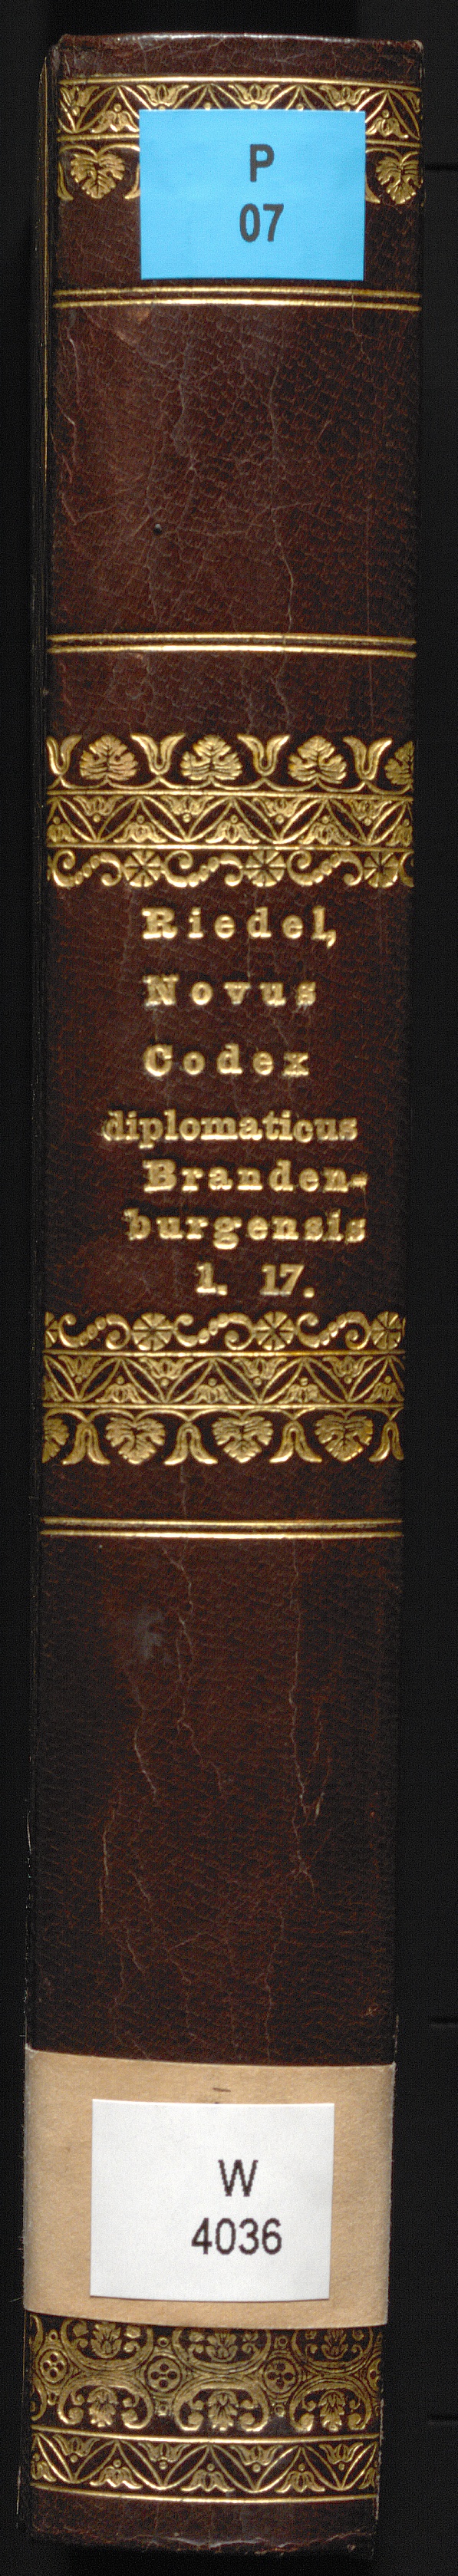 P
07
Riedel,
Novus
Codex
diplomaticus
Branden-
burgensis
1. 17.
W
4036